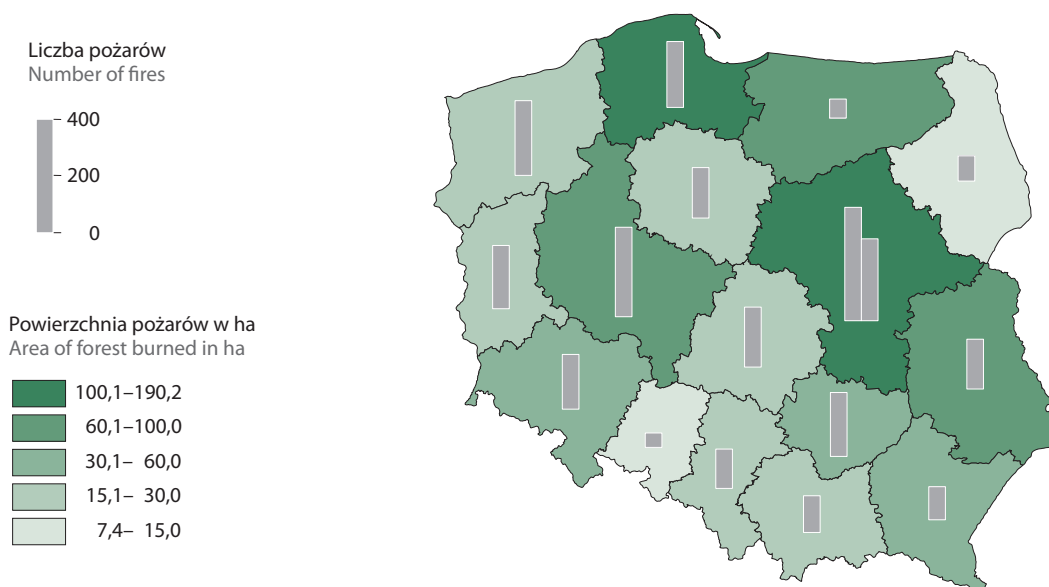 Liczba pożarów
Number of fires
400
200
0
Powierzchnia pożarów w ha
Area of forest burned in ha
100,1–190,2
60,1–100,0
30,1– 60,0
15,1– 30,0
7,4– 15,0